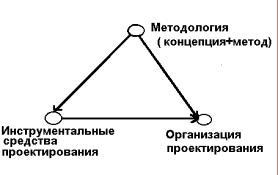 Методология
(концепция+метод)
Инструментальные
средства
проектирования
Организация
проектирования